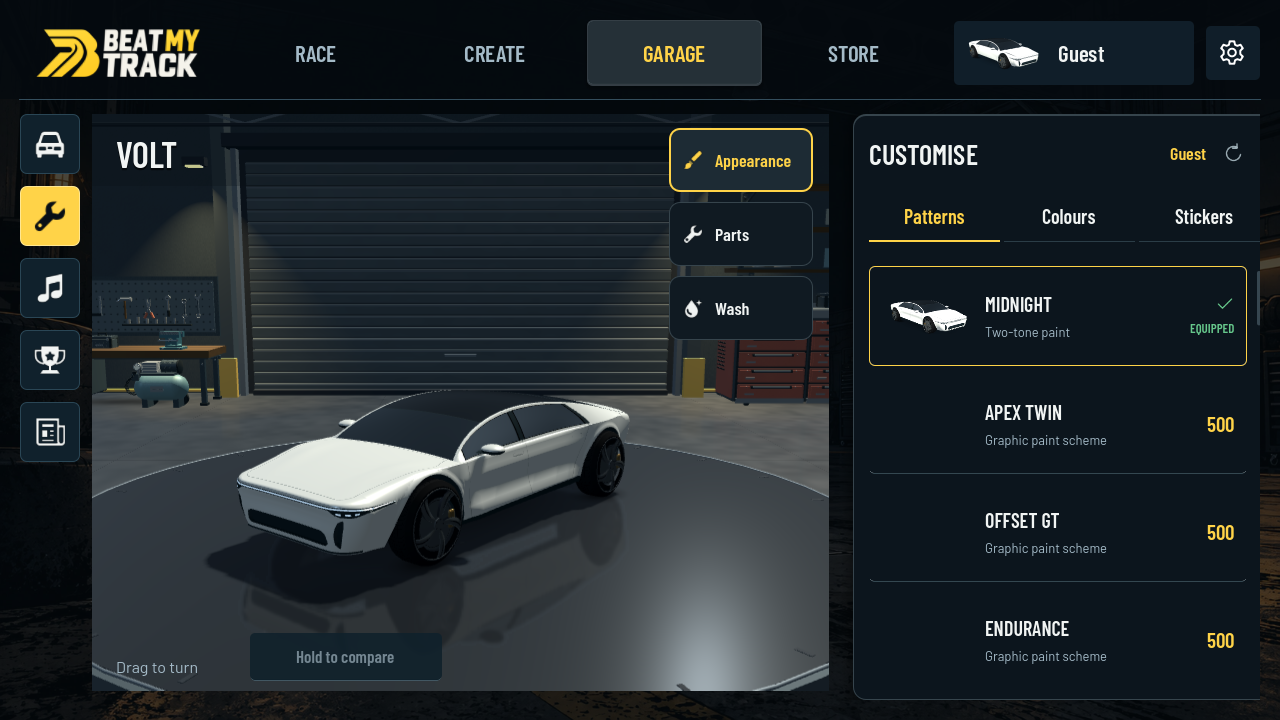 BEAT MY TRACK
RACE
CREATE
GARAGE
STORE
Guest
VOLT
Appearance
Parts
Wash
Drag to turn
Hold to compare
CUSTOMISE
Guest
Patterns
Colours
Stickers
MIDNIGHT
Two-tone paint
EQUIPPED
APEX TWIN
Graphic paint scheme
500
OFFSET GT
Graphic paint scheme
500
ENDURANCE
Graphic paint scheme
500